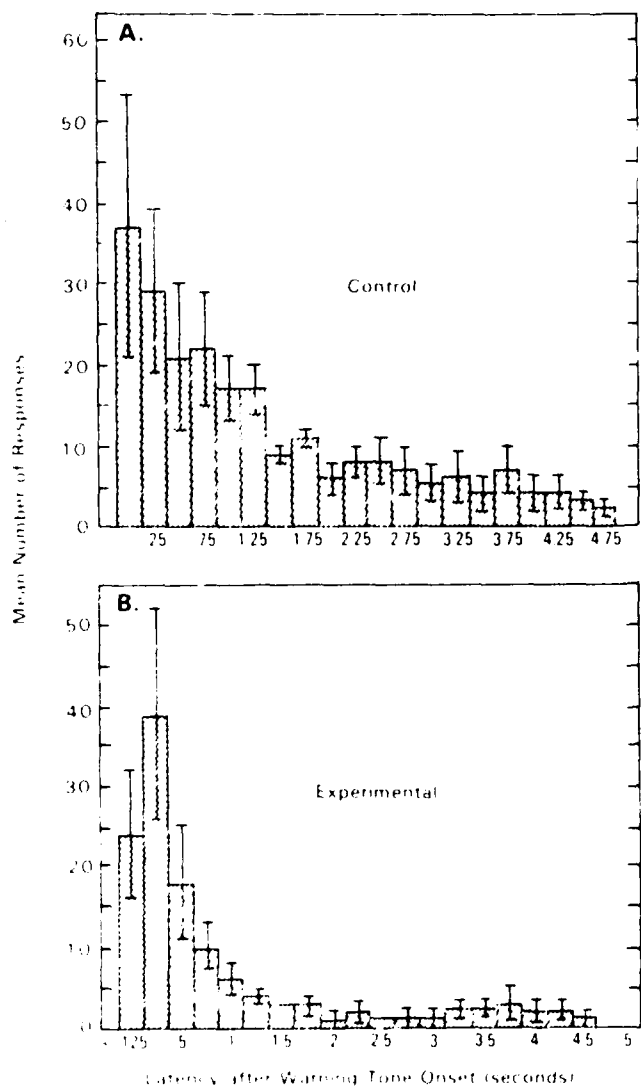 A.
60
50
40
30
20
10
0
Control
25 75 1 25 1 75 2 25 2 75 3 25 3 75 4 25 4 75
Mean Number of Responses
B.
50
40
30
20
10
0
Experimental
125 5 1 1 5 2 2 5 3 3 5 4 4 5 5
Latency after Warning Tone Onset (seconds)